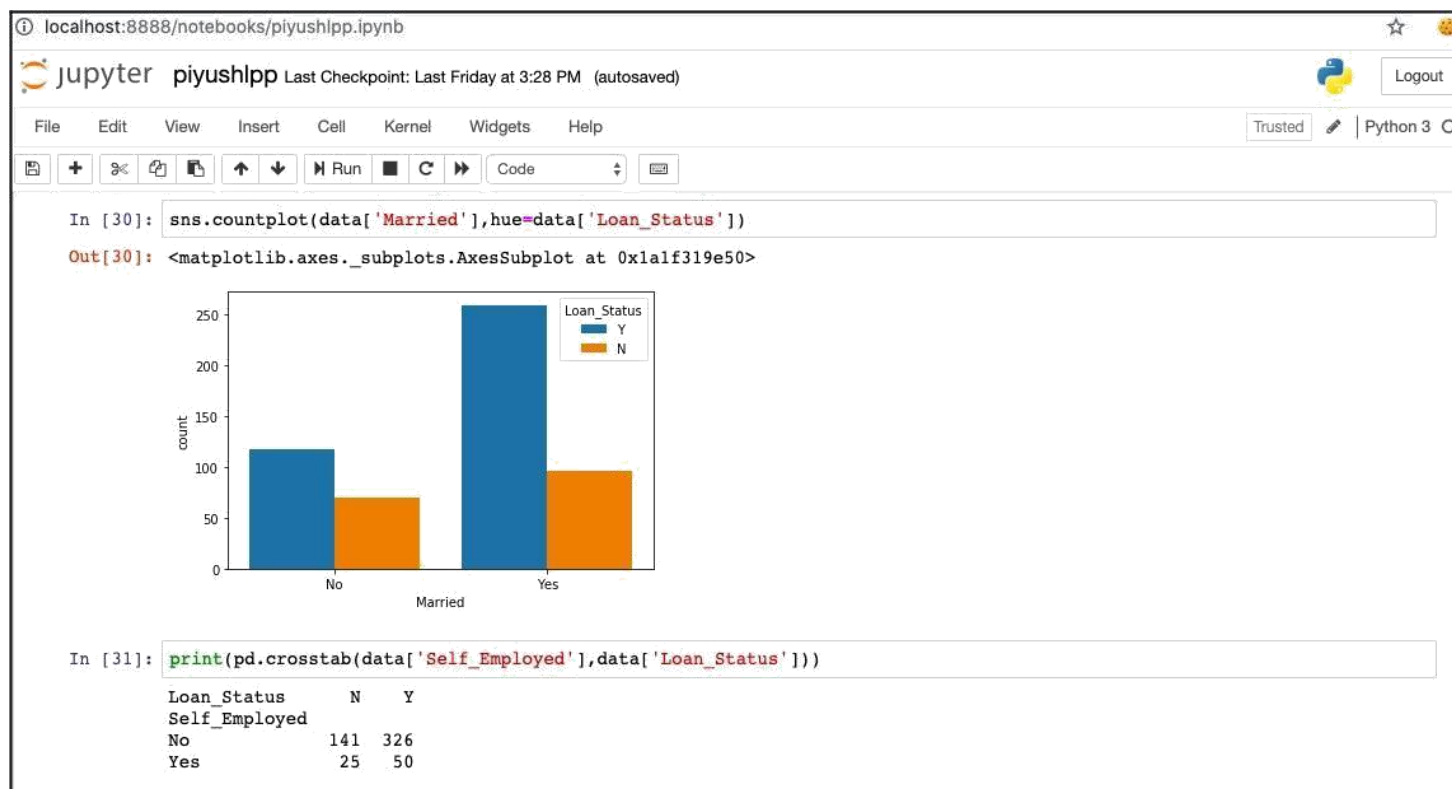 localhost:8888/notebooks/piyushlpp.ipynb
jupyter piyushlpp Last Checkpoint: Last Friday at 3:28 PM (autosaved)
Logout
File Edit View Insert Cell Kernel Widgets Help
Trusted Python 3
Run Code
In [30]: sns.countplot(data['Married'],hue=data['Loan_Status'])
Out[30]: <matplotlib.axes._subplots.AxesSubplot at 0x1a1f319e50>
Loan_Status
Y
N
250
200
150
100
50
0
count
No Yes
Married
In [31]: print(pd.crosstab(data['Self_Employed'],data['Loan_Status']))
Loan_Status N Y
Self_Employed
No 141 326
Yes 25 50